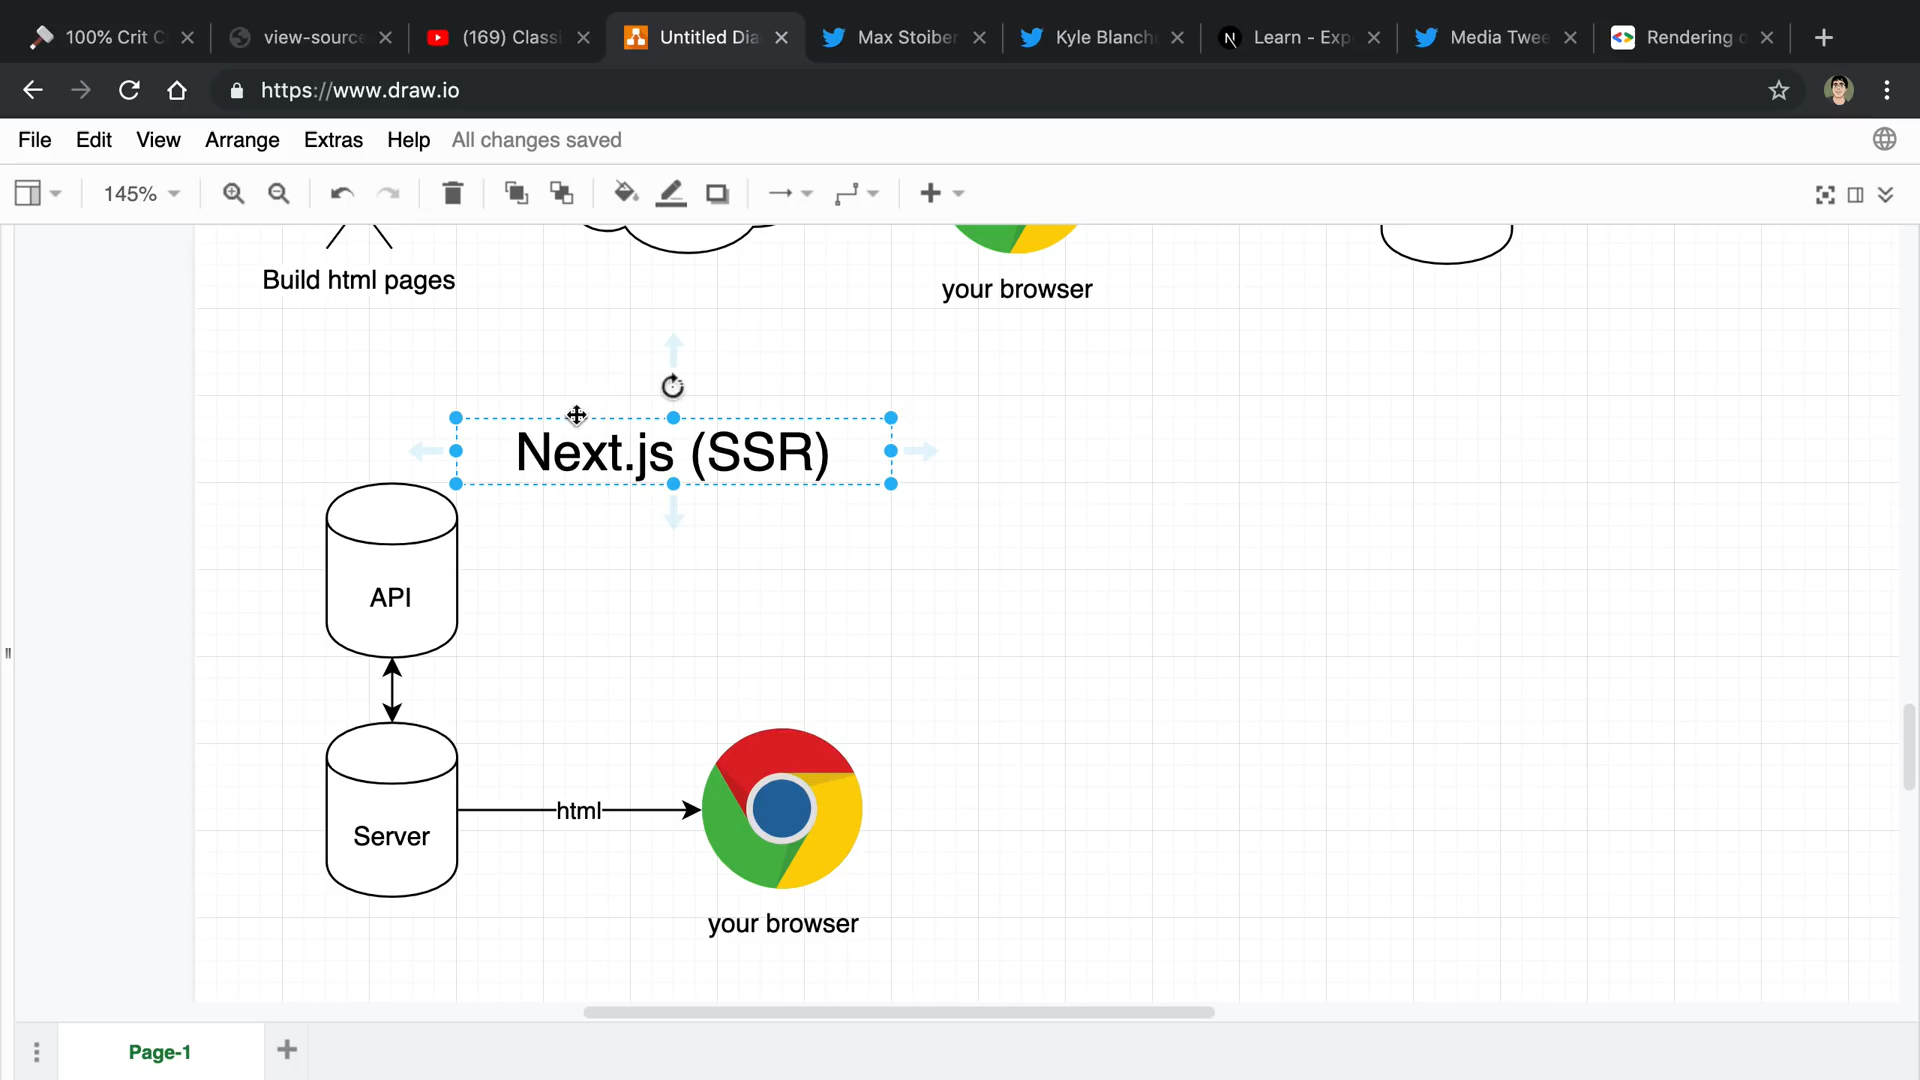 100% Crit C
view-source
(169) Classi
Untitled Dia
Max Stoiber
Kyle Blanch
N
Learn - Exp
Media Twee
Rendering o
https://www.draw.io
File
Edit
View
Arrange
Extras
Help
All changes saved
145%
Build html pages
your browser
Next.js (SSR)
API
Server
html
your browser
Page-1